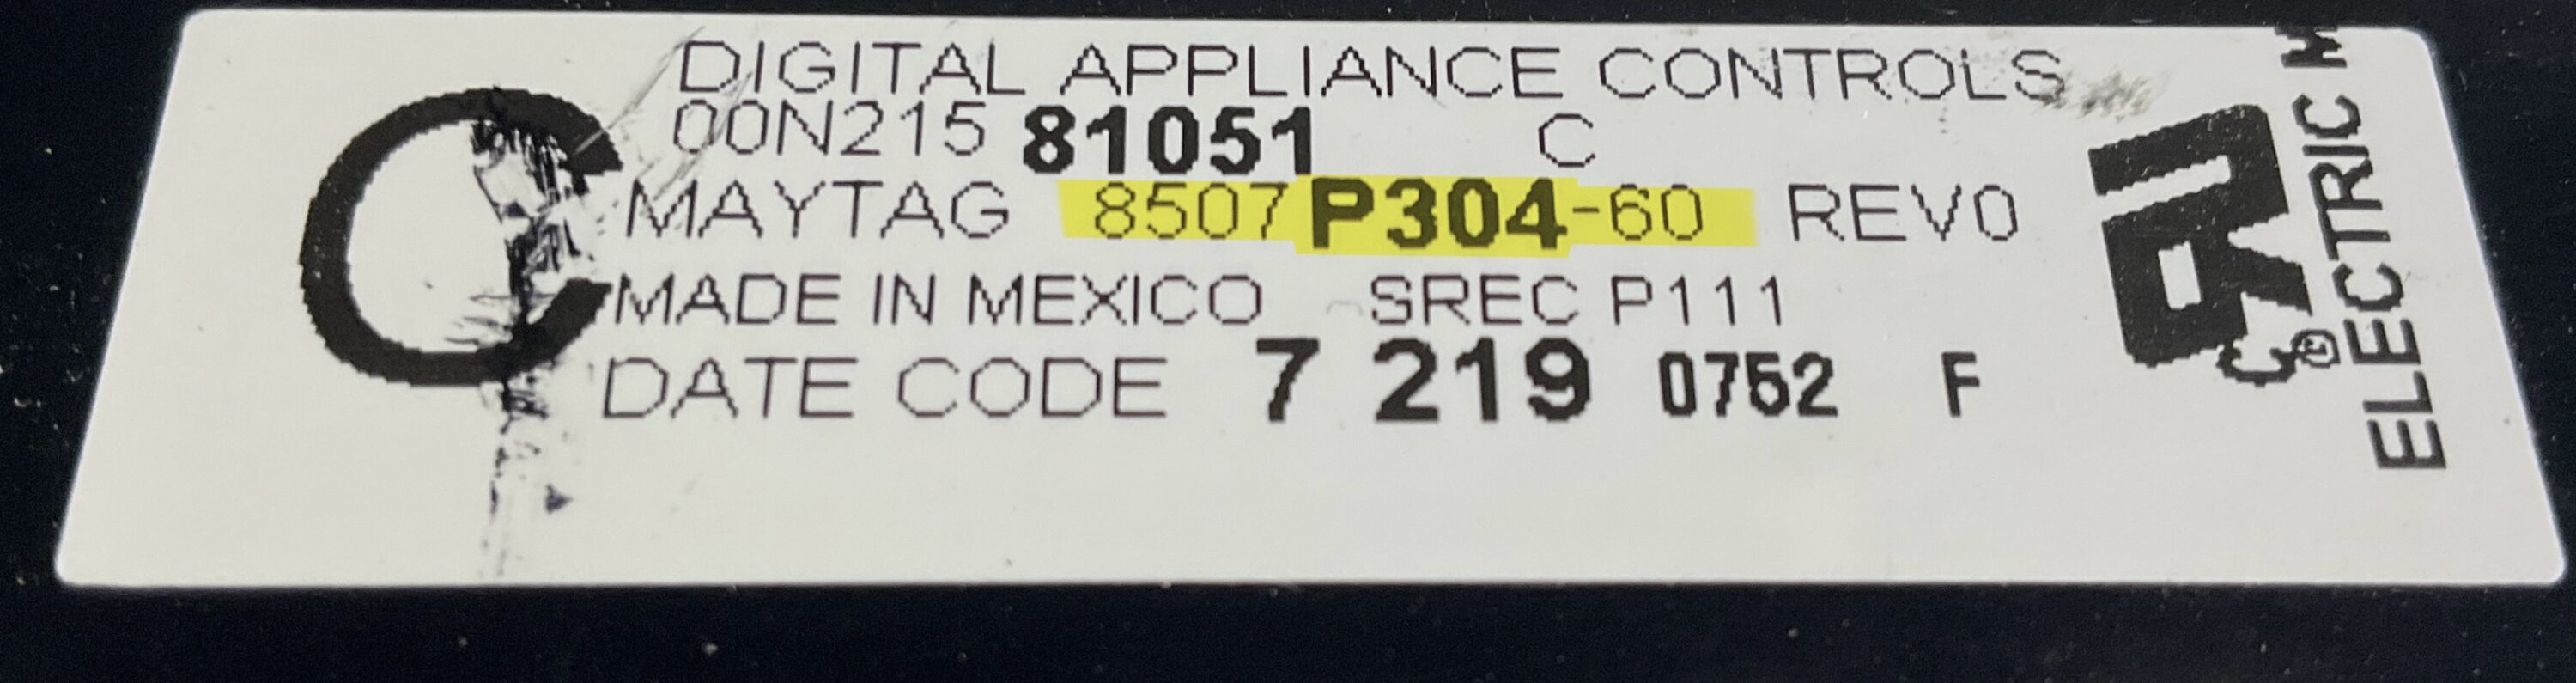 DIGITAL APPLIANCE CONTROLS
00N215 81051 C
C
MAYTAG 8507P304-60 REV0
MADE IN MEXICO SREC P111
DATE CODE 7 219 0752 F
ELECTRIC M
C ®